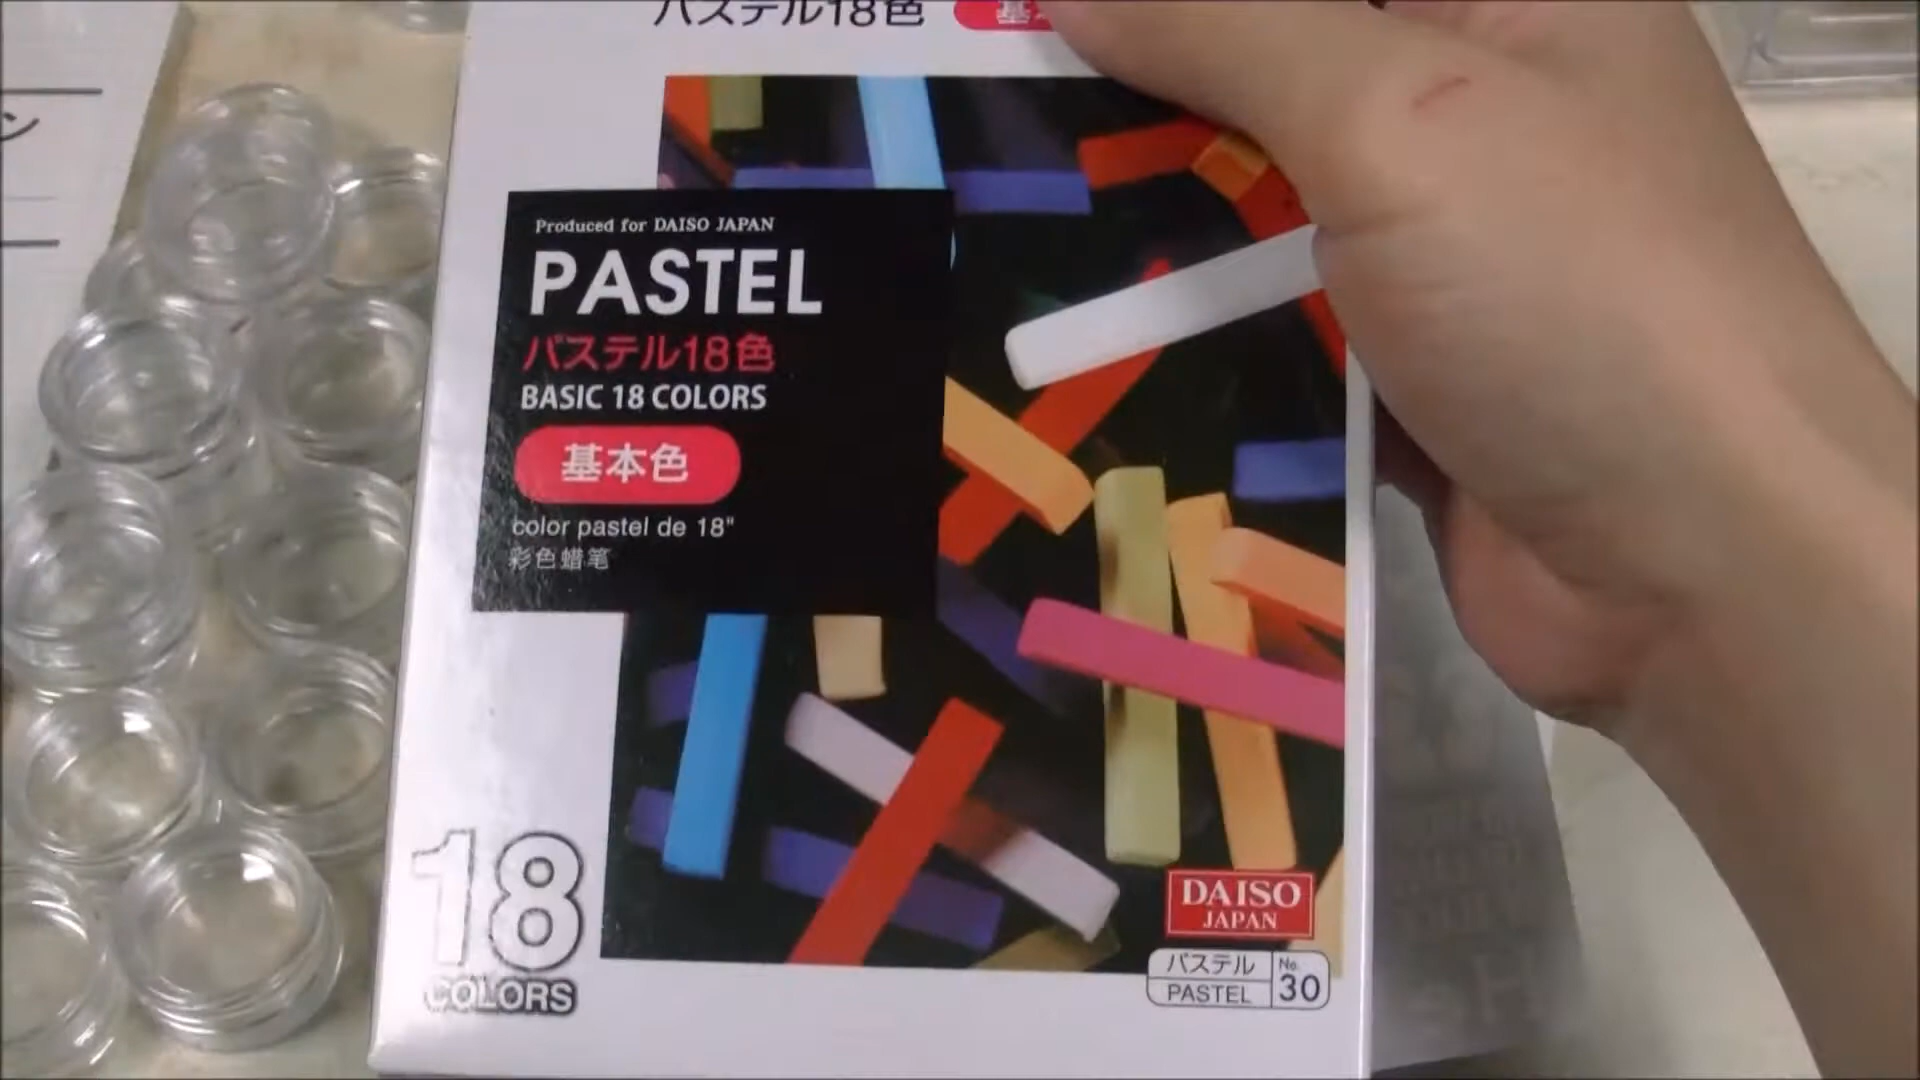 パステル18色
ン
Produced for DAISO JAPAN
PASTEL
パステル18色
BASIC 18 COLORS
基本色
color pastel de 18"
彩色蜡笔
18
COLORS
DAISO
JAPAN
パステル
PASTEL
No.
30